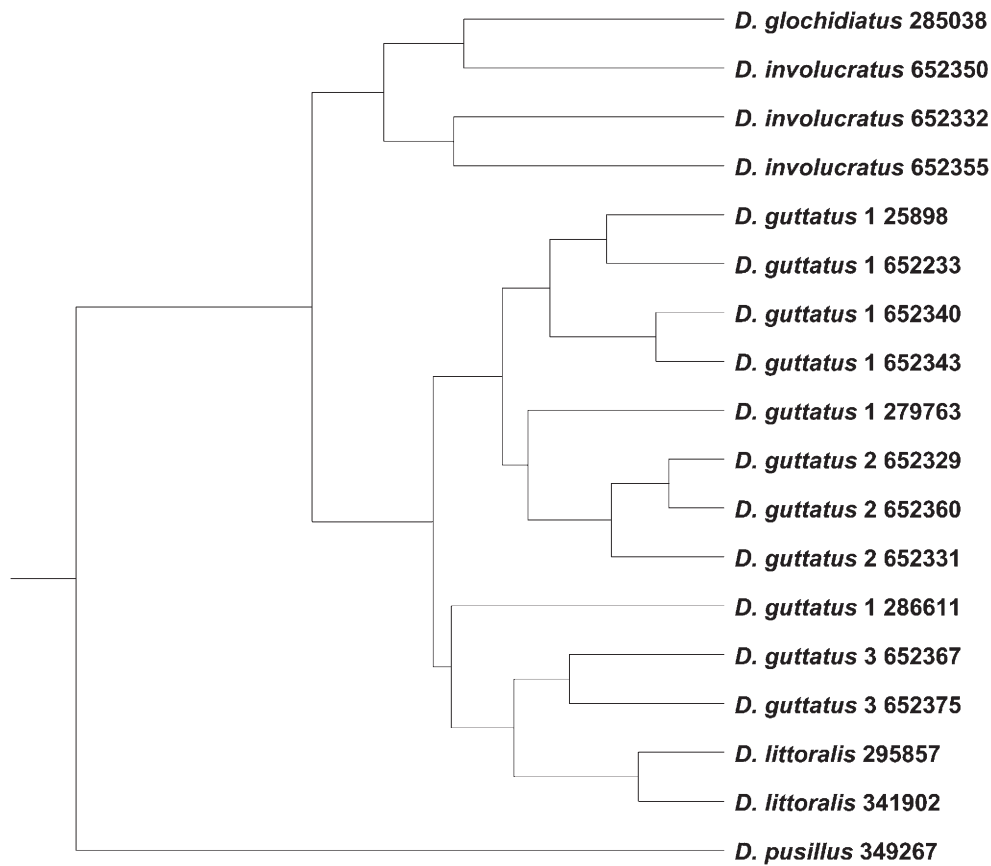 D. glochidiatus 285038
D. involucratus 652350
D. involucratus 652332
D. involucratus 652355
D. guttatus 1 25898
D. guttatus 1 652233
D. guttatus 1 652340
D. guttatus 1 652343
D. guttatus 1 279763
D. guttatus 2 652329
D. guttatus 2 652360
D. guttatus 2 652331
D. guttatus 1 286611
D. guttatus 3 652367
D. guttatus 3 652375
D. littoralis 295857
D. littoralis 341902
D. pusillus 349267